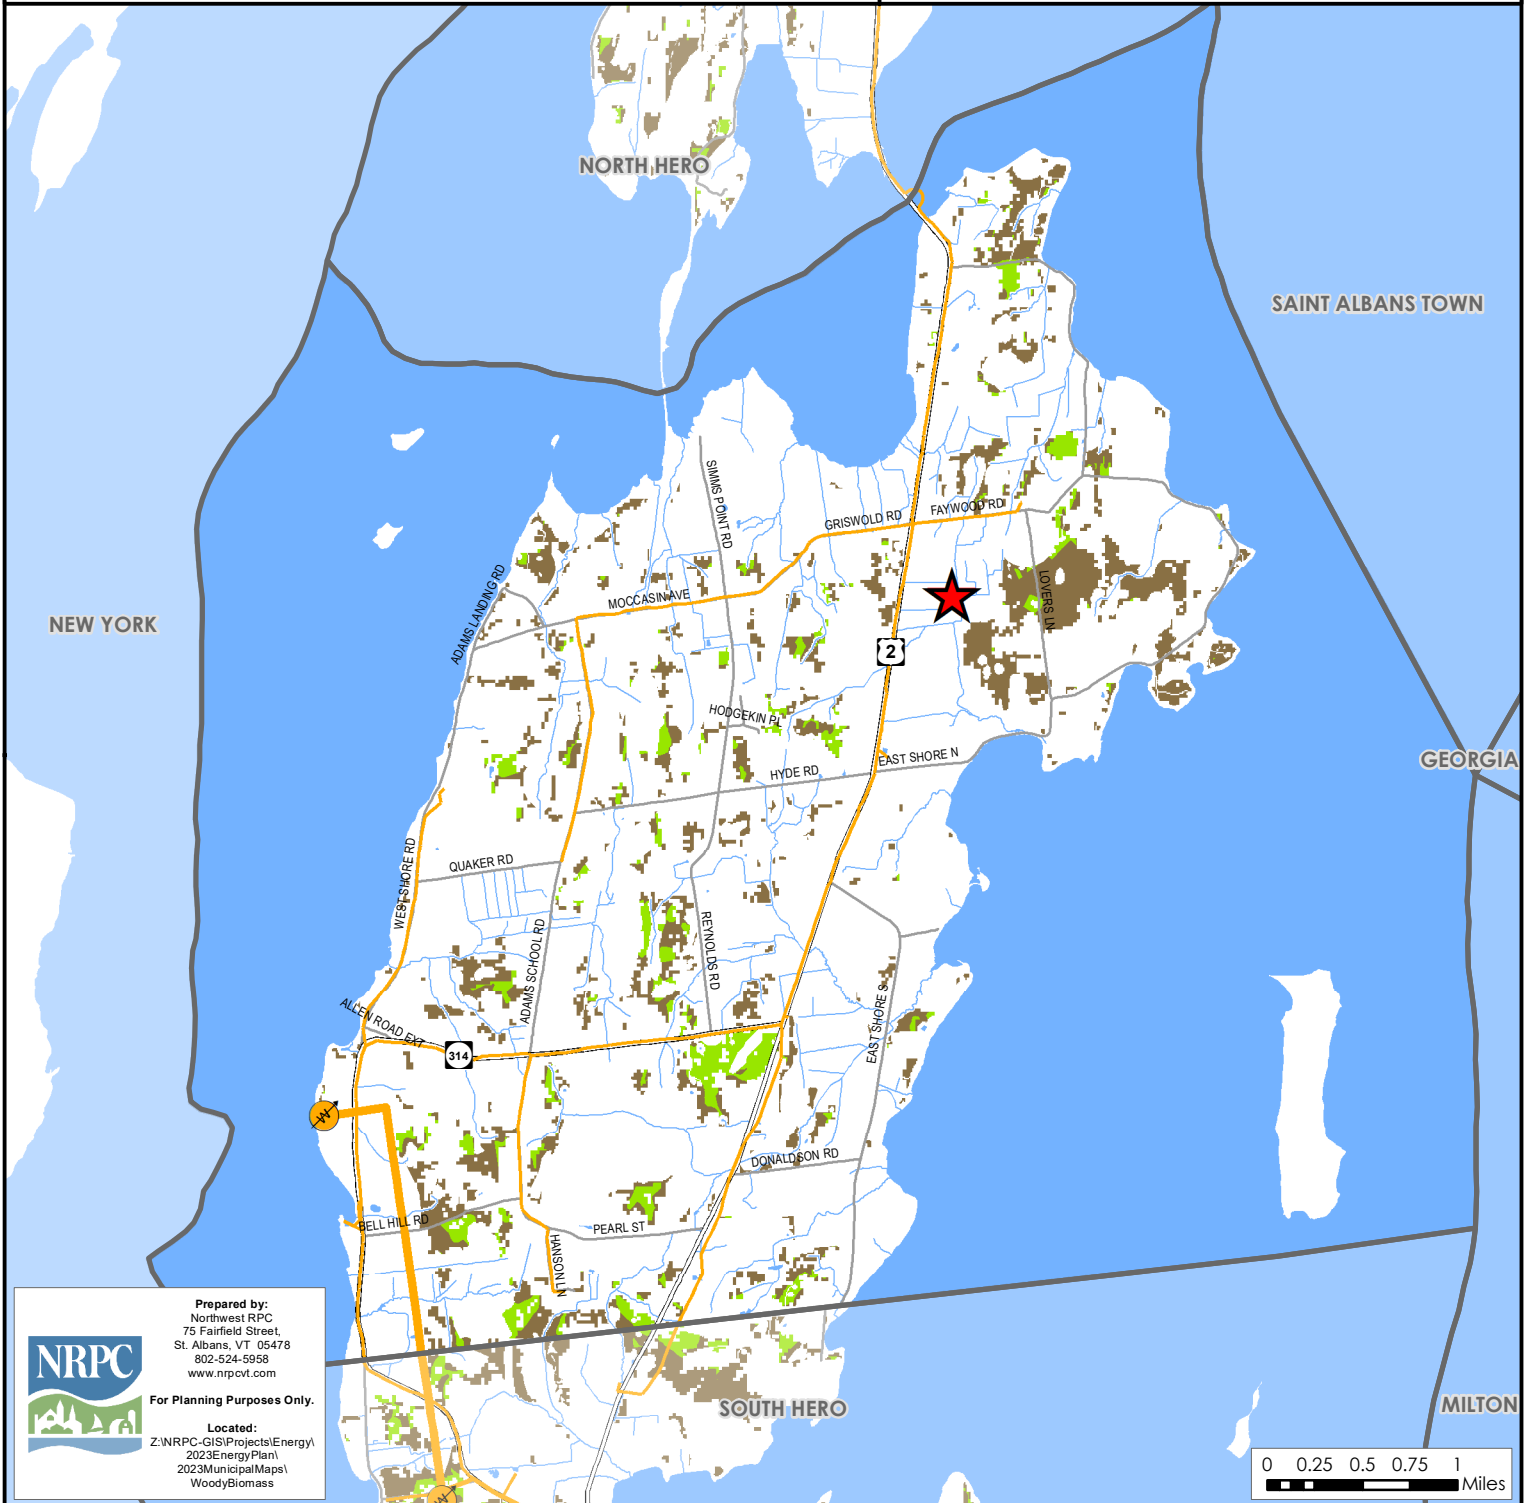 NORTH HERO
SAINT ALBANS TOWN
SIMMS POINT RD
GRISWOLD RD
FAYWOOD RD
ADAMS LANDING RD
MOCCASIN AVE
LOVERS LN
NEW YORK
2
HODGEKIN PL
HYDE RD
EAST SHORE N
GEORGIA
WEST SHORE RD
QUAKER RD
ADAMS SCHOOL RD
REYNOLDS RD
EAST SHORE S
ALLEN ROAD EXT
314
W
DONALDSON RD
BELL HILL RD
PEARL ST
HANSON LN
SOUTH HERO
MILTON
W
NRPC
Prepared by:
Northwest RPC
75 Fairfield Street,
St. Albans, VT 05478
802-524-5958
www.nrpcvt.com
For Planning Purposes Only.
Located:
Z:\NRPC-GIS\Projects\Energy\
2023EnergyPlan\
2023MunicipalMaps\
WoodyBiomass
0 0.25 0.5 0.75 1
Miles